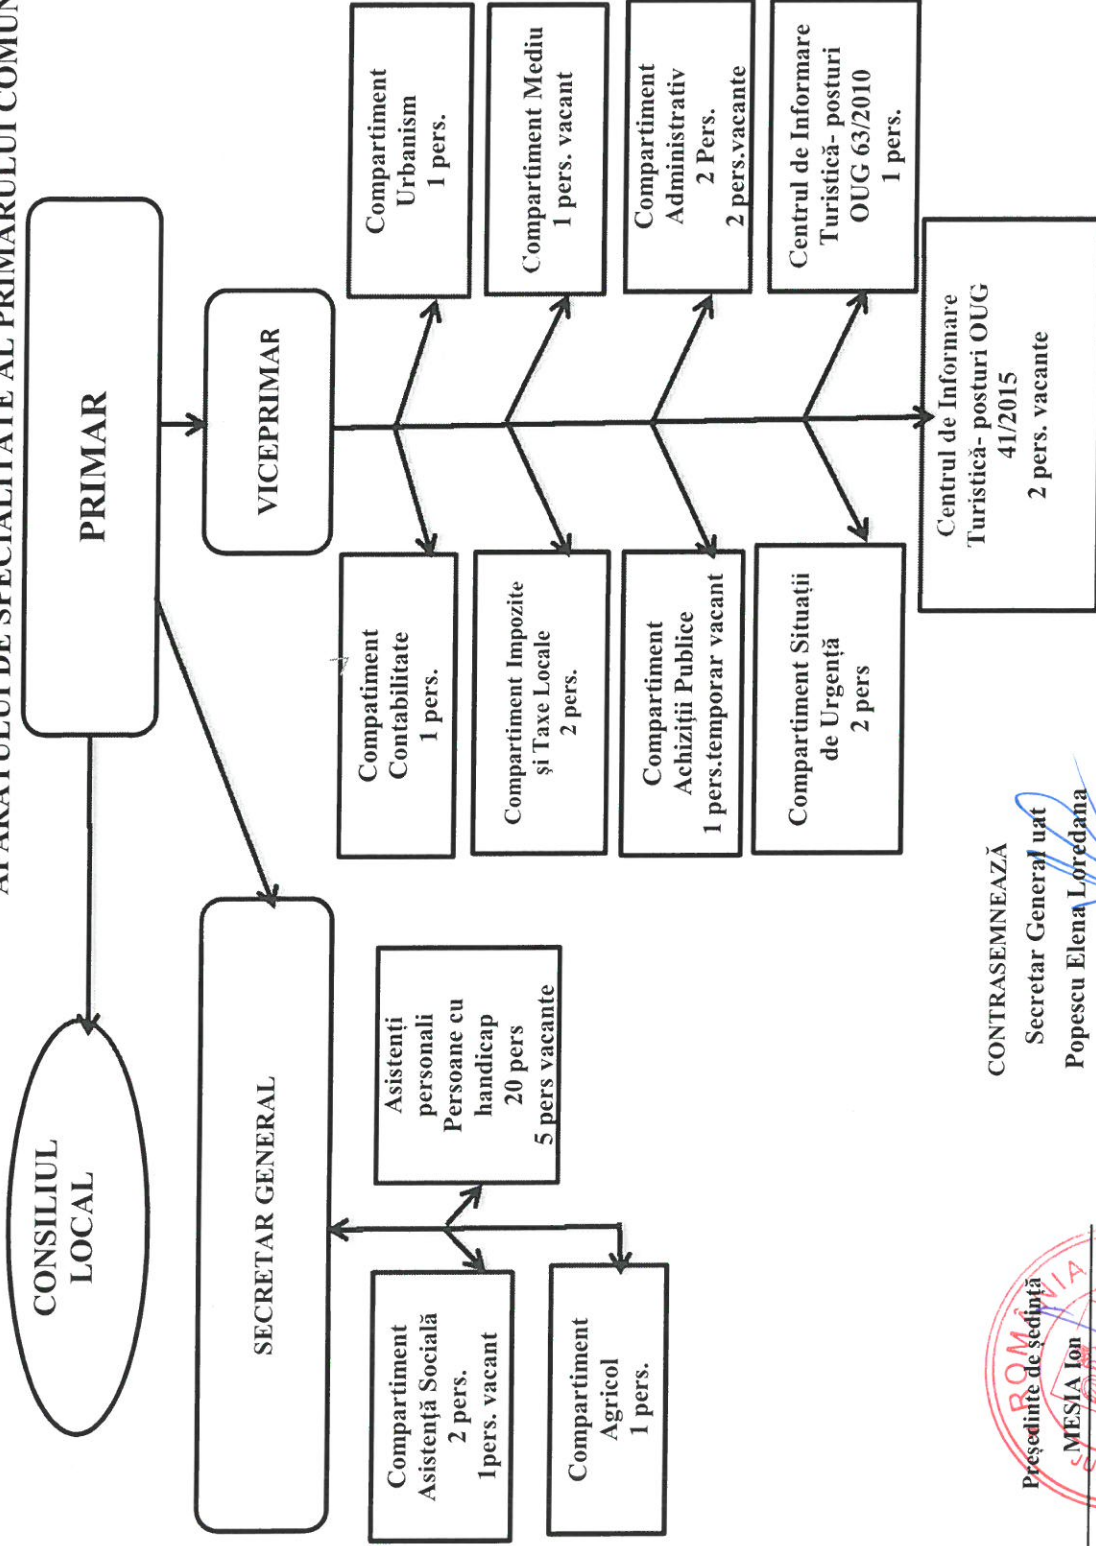 APARATULUI DE SPECIALITATE AL PRIMARULUI COMUN
CONSILIUL
LOCAL
PRIMAR
SECRETAR GENERAL
VICEPRIMAR
Compartiment
Asistență Socială
2 pers.
1pers. vacant
Asistenți
personali
Persoane cu
handicap
20 pers
5 pers vacante
Compartiment
Agricol
1 pers.
Compatiment
Contabilitate
1 pers.
Compartiment
Urbanism
1 pers.
Compartiment Impozite
și Taxe Locale
2 pers.
Compartiment Mediu
1 pers. vacant
Compartiment
Achiziții Publice
1 pers.temporar vacant
Compartiment
Administrativ
2 Pers.
2 pers.vacante
Compartiment Situații
de Urgență
2 pers
Centrul de Informare
Turistică- posturi
OUG 63/2010
1 pers.
Centrul de Informare
Turistică- posturi OUG
41/2015
2 pers. vacante
Președinte de ședință
MESIA Ion
ROMÂNIA
CONTRASEMNEAZĂ
Secretar General uat
Popescu Elena Loredana